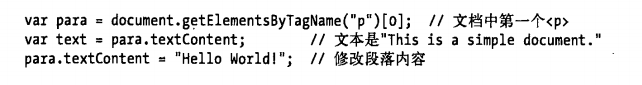 var para = document.getElementsByTagName("p")[0]; // 文档中第一个<p>
var text = para.textContent; // 文本是"This is a simple document."
para.textContent = "Hello World!"; // 修改段落内容